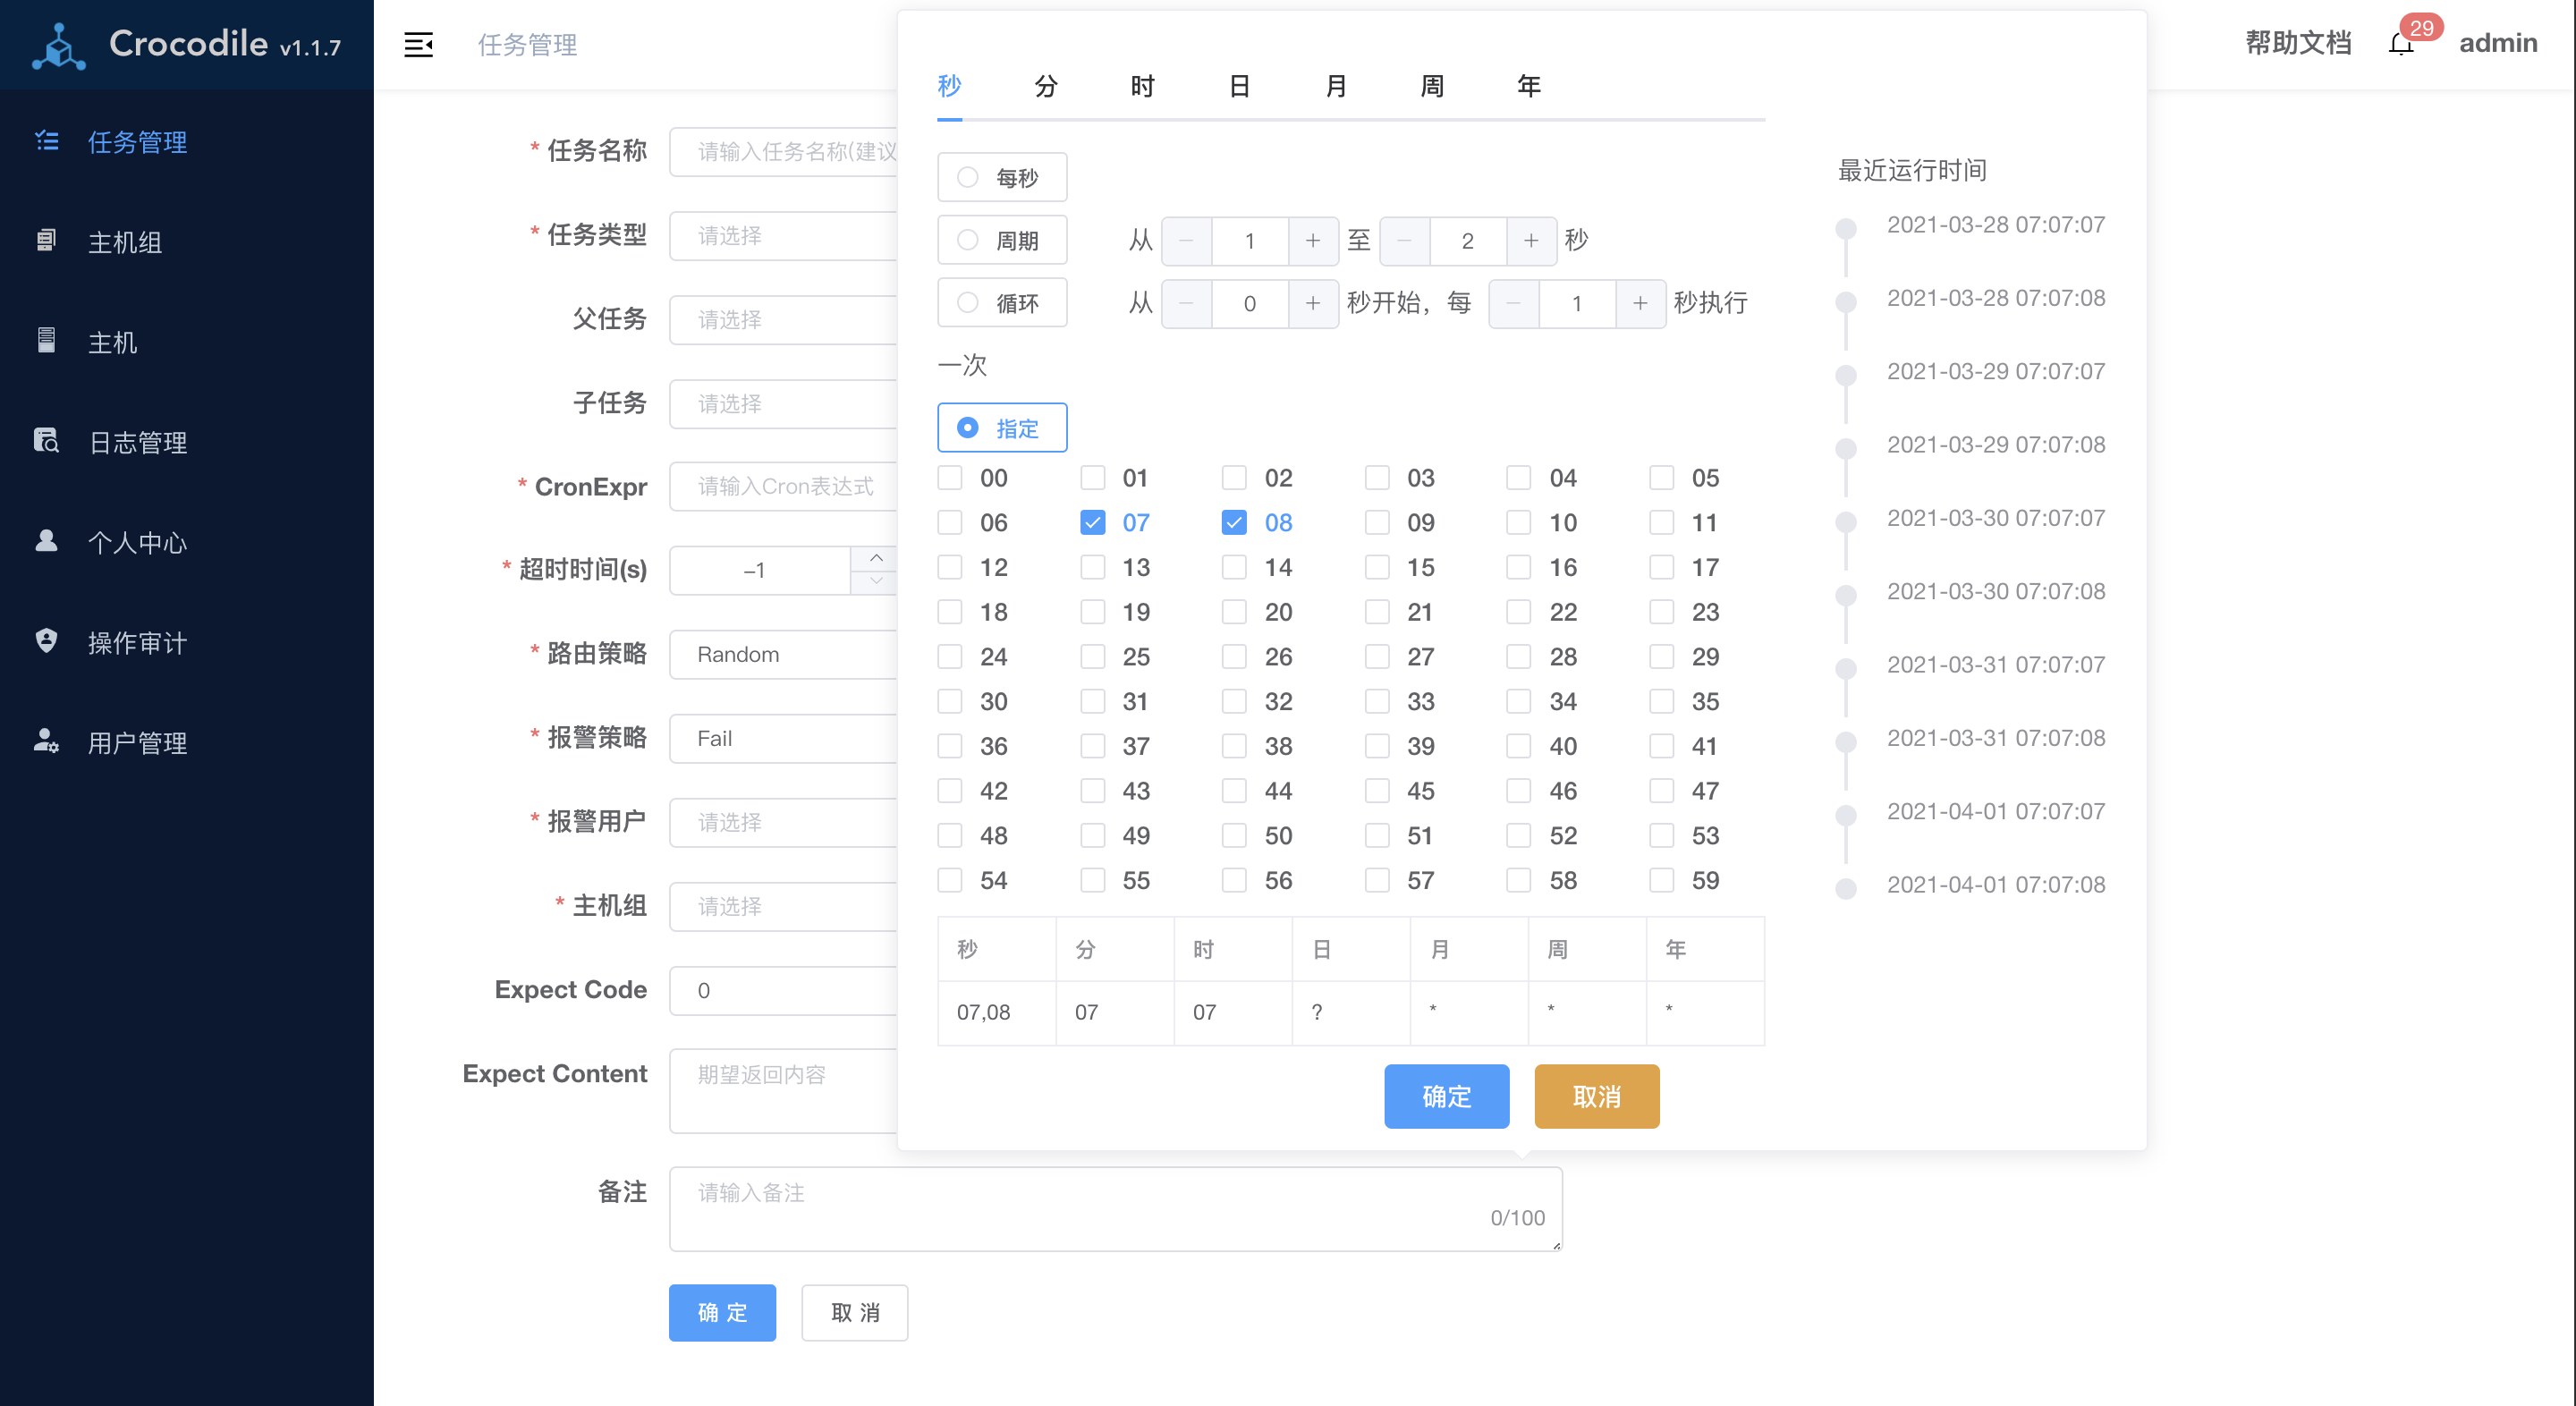 Crocodile v1.1.7
任务管理
主机组
主机
日志管理
个人中心
操作审计
用户管理
任务管理
帮助文档
29
admin
* 任务名称
请输入任务名称(建议
* 任务类型
请选择
父任务
请选择
子任务
请选择
* CronExpr
请输入Cron表达式
* 超时时间(s)
-1
* 路由策略
Random
* 报警策略
Fail
* 报警用户
请选择
* 主机组
请选择
Expect Code
0
Expect Content
期望返回内容
备注
请输入备注
0/100
确 定 取 消
秒 分 时 日 月 周 年
每秒
周期 从 − 1 + 至 − 2 + 秒
循环 从 − 0 + 秒开始，每 − 1 + 秒执行
一次
指定
00 01 02 03 04 05
06 07 08 09 10 11
12 13 14 15 16 17
18 19 20 21 22 23
24 25 26 27 28 29
30 31 32 33 34 35
36 37 38 39 40 41
42 43 44 45 46 47
48 49 50 51 52 53
54 55 56 57 58 59
秒 分 时 日 月 周 年
07,08 07 07 ? * * *
确定 取消
最近运行时间
2021-03-28 07:07:07
2021-03-28 07:07:08
2021-03-29 07:07:07
2021-03-29 07:07:08
2021-03-30 07:07:07
2021-03-30 07:07:08
2021-03-31 07:07:07
2021-03-31 07:07:08
2021-04-01 07:07:07
2021-04-01 07:07:08